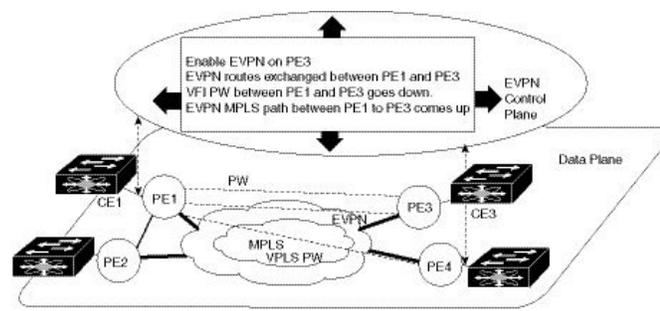 Enable EVPN on PE3
EVPN routes exchanged between PE1 and PE3
VFI PW between PE1 and PE3 goes down.
EVPN MPLS path between PE1 to PE3 comes up
EVPN
Control
Plane
Data Plane
CE1
PE1
PW
EVPN
PE3
CE3
MPLS
VPLS PW
PE2
PE4